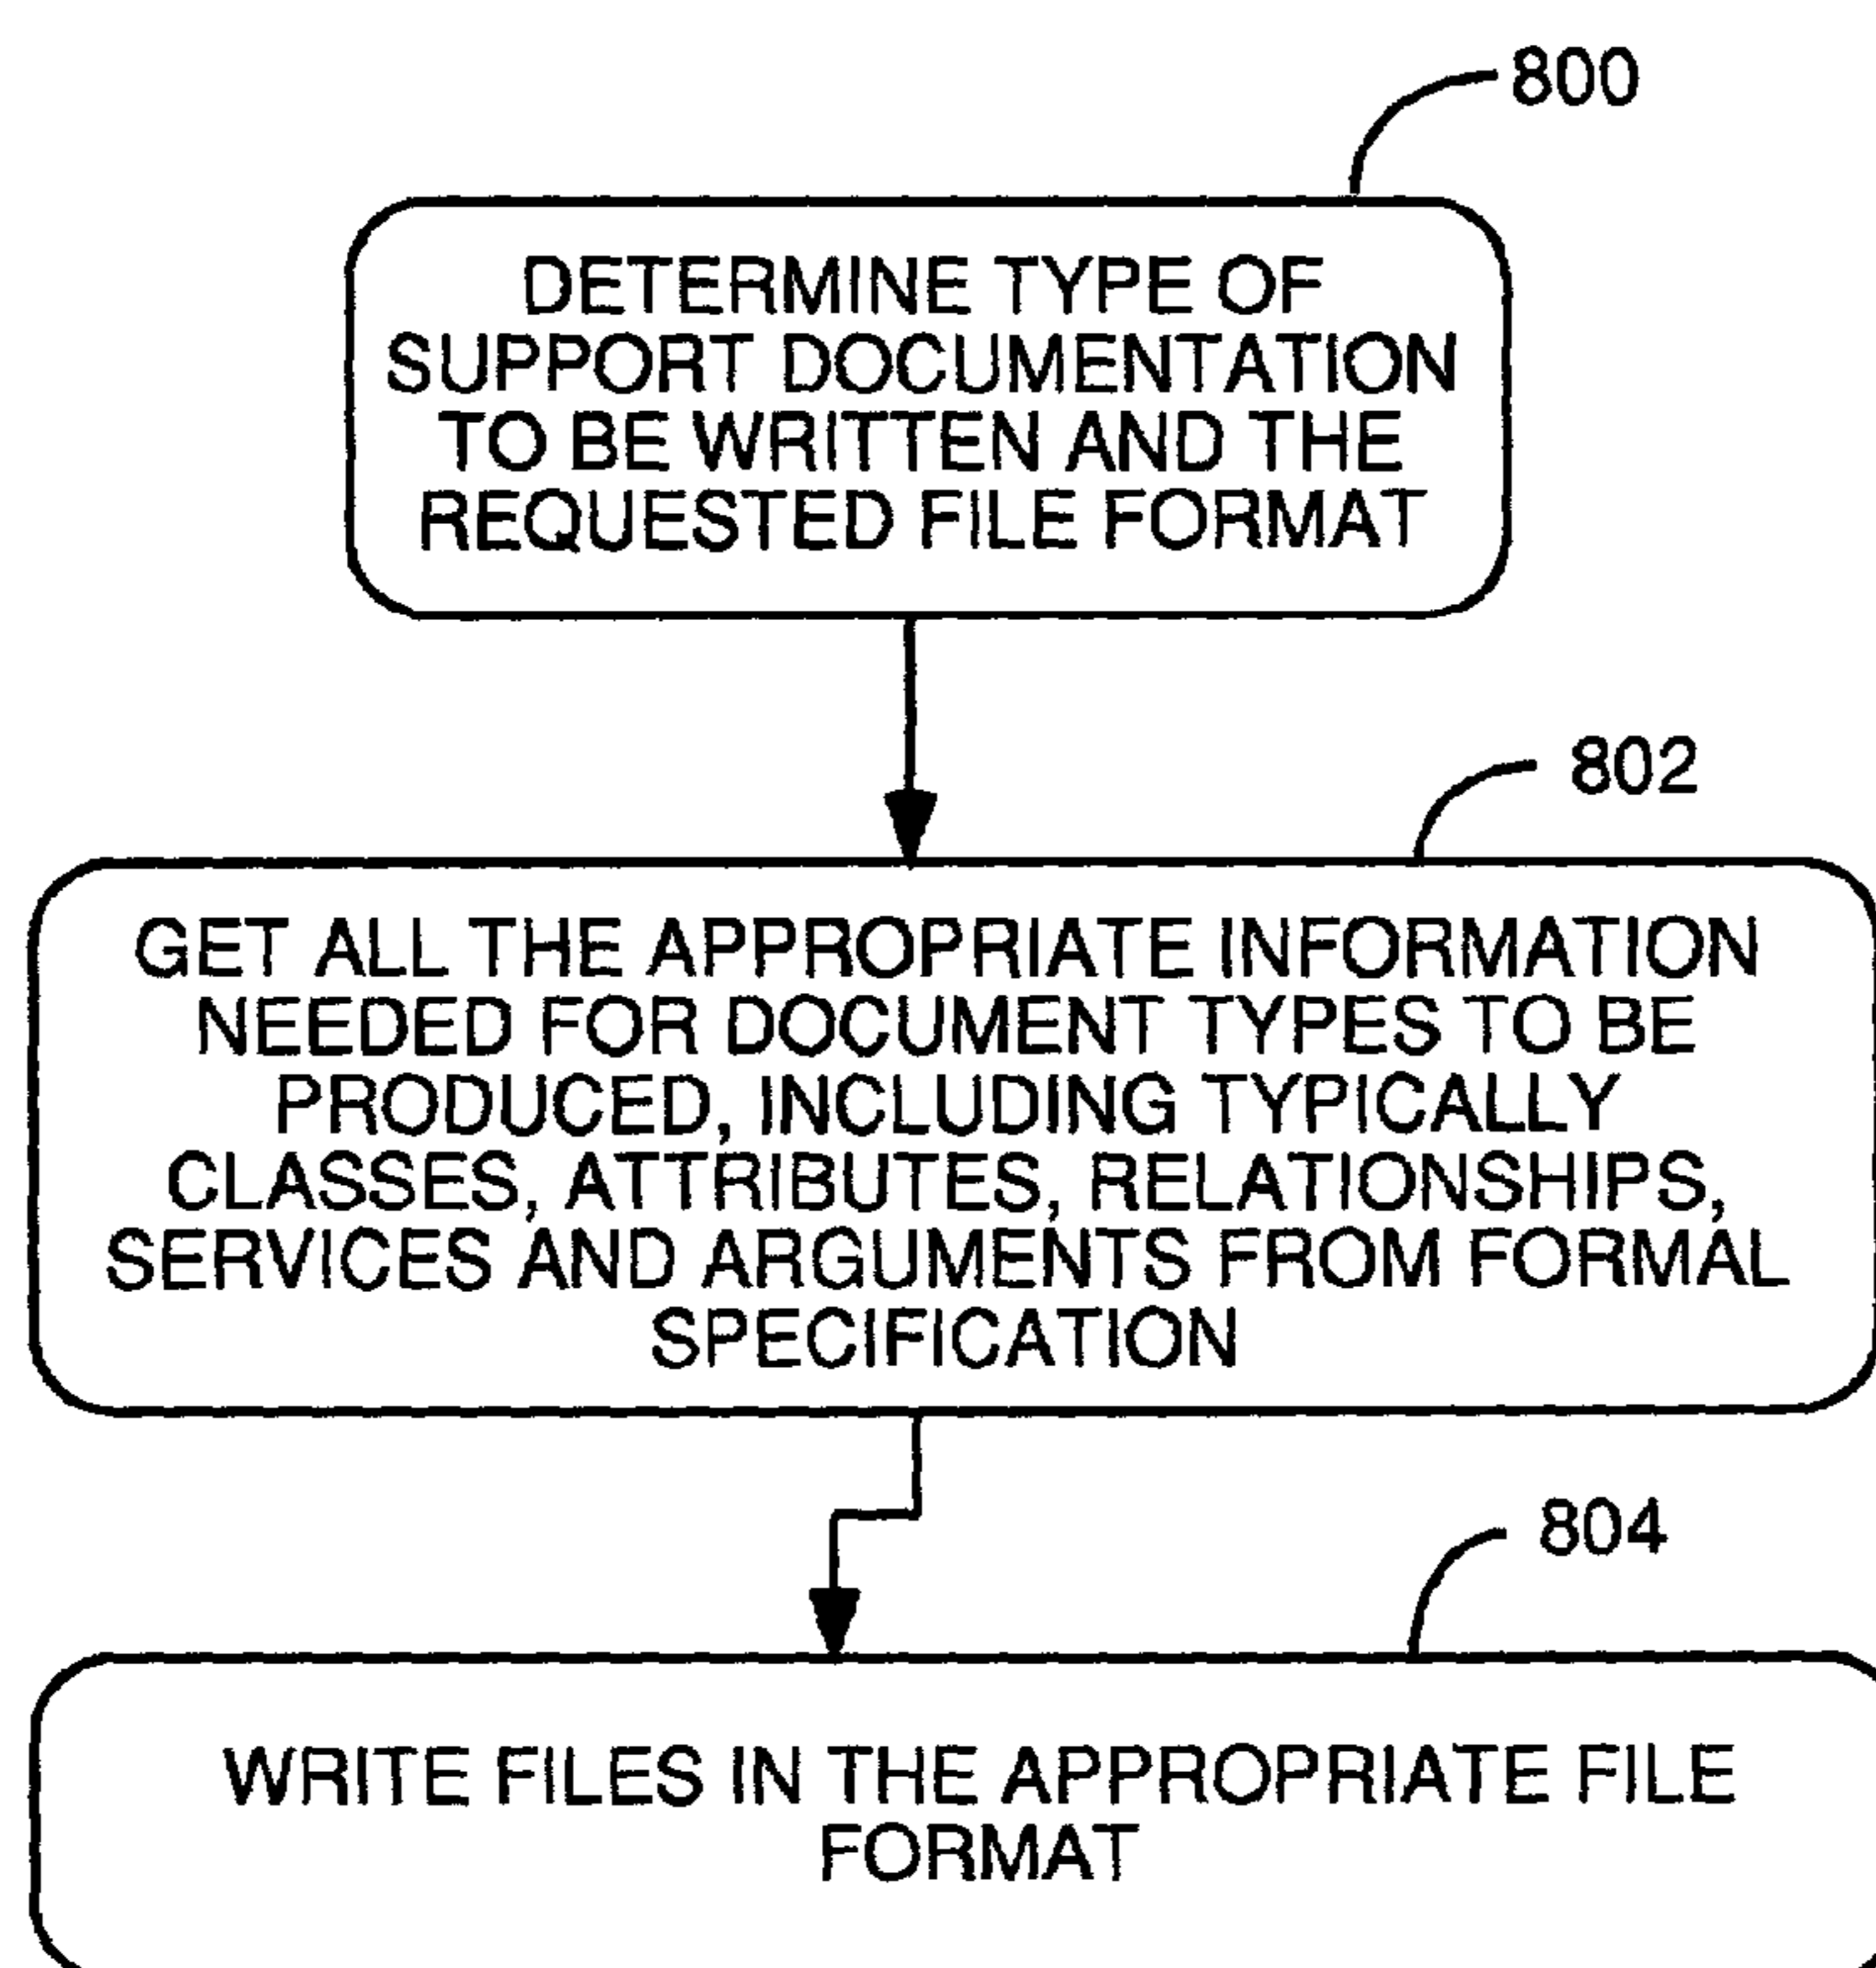 800
DETERMINE TYPE OF
SUPPORT DOCUMENTATION
TO BE WRITTEN AND THE
REQUESTED FILE FORMAT
802
GET ALL THE APPROPRIATE INFORMATION
NEEDED FOR DOCUMENT TYPES TO BE
PRODUCED, INCLUDING TYPICALLY
CLASSES, ATTRIBUTES, RELATIONSHIPS,
SERVICES AND ARGUMENTS FROM FORMAL
SPECIFICATION
804
WRITE FILES IN THE APPROPRIATE FILE
FORMAT